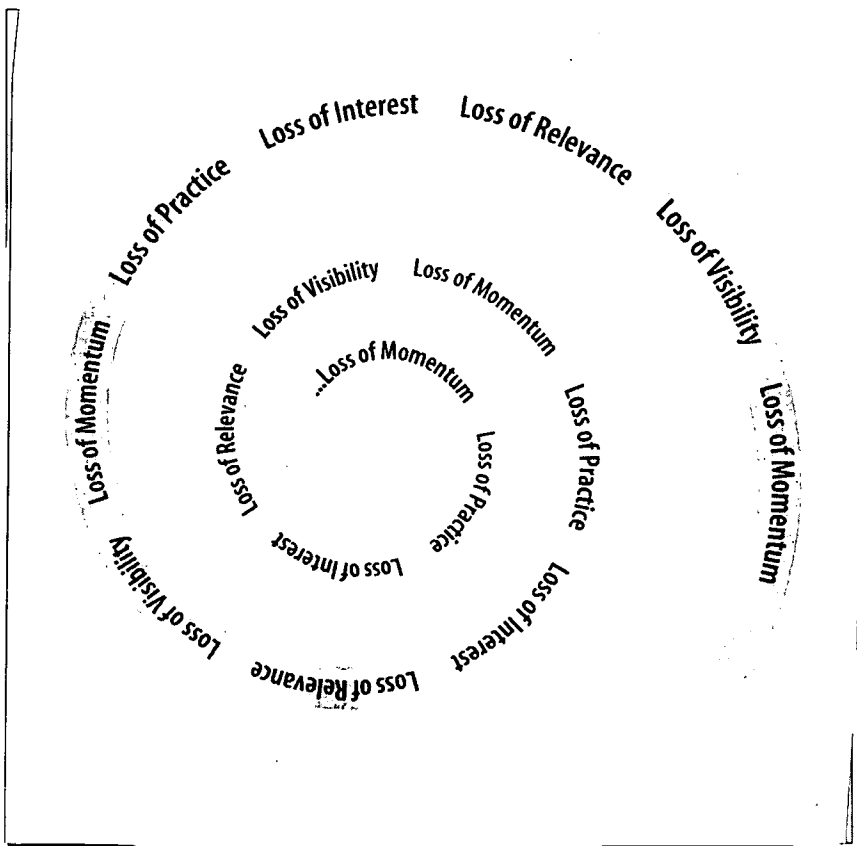 ...Loss of Momentum
Loss of Practice
Loss of Interest
Loss of Relevance
Loss of Visibility
Loss of Momentum
Loss of Practice
Loss of Interest
Loss of Relevance
Loss of Visibility
Loss of Momentum
Loss of Practice
Loss of Interest
Loss of Relevance
Loss of Visibility
Loss of Momentum